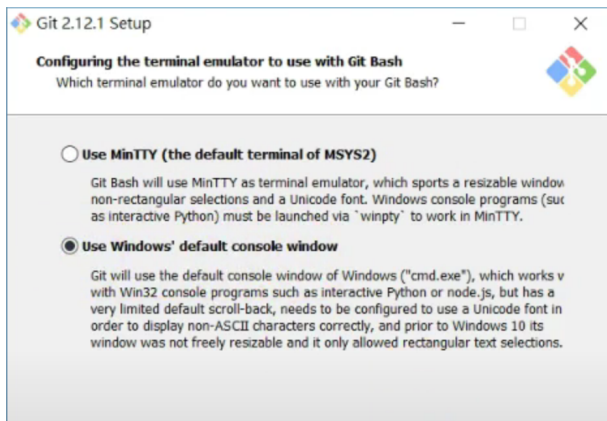 Git 2.12.1 Setup
Configuring the terminal emulator to use with Git Bash
Which terminal emulator do you want to use with your Git Bash?
Use MinTTY (the default terminal of MSYS2)
Git Bash will use MinTTY as terminal emulator, which sports a resizable window
non-rectangular selections and a Unicode font. Windows console programs (suc
as interactive Python) must be launched via `winpty` to work in MinTTY.
Use Windows' default console window
Git will use the default console window of Windows ("cmd.exe"), which works v
with Win32 console programs such as interactive Python or node.js, but has a
very limited default scroll-back, needs to be configured to use a Unicode font in
order to display non-ASCII characters correctly, and prior to Windows 10 its
window was not freely resizable and it only allowed rectangular text selections.